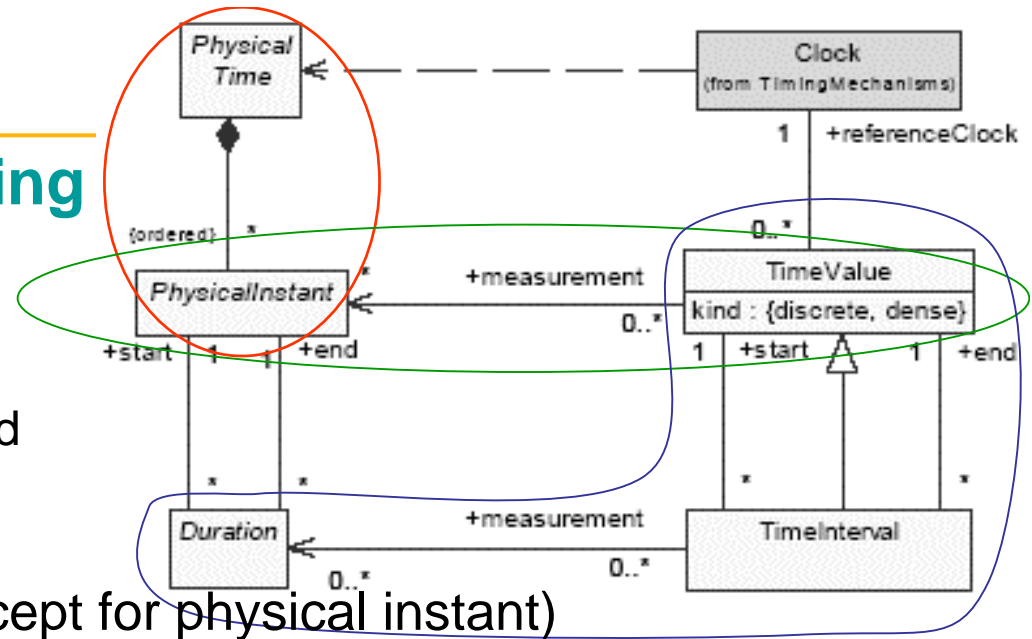 Physical
Time
Clock
(from TimingMechanisms)
1 +referenceClock
ing
{ordered} *
0..*
PhysicalInstant
*
+measurement
0..*
TimeValue
kind : {discrete, dense}
+start 1 1 +end
1 +start 1 +end
d
* *
* *
Duration
+measurement
0..*
0..*
TimeInterval
cept for physical instant)